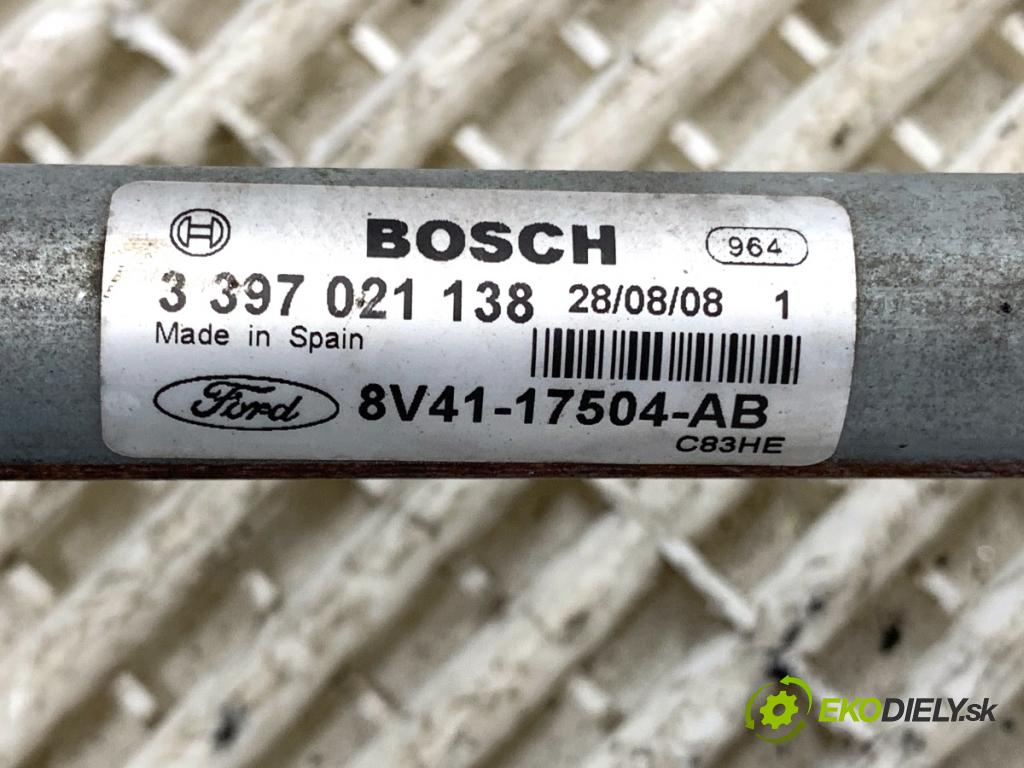 BOSCH 964
3 397 021 138 28/08/08 1
Made in Spain
Ford 8V41-17504-AB
C83HE
EKODIELY.sk